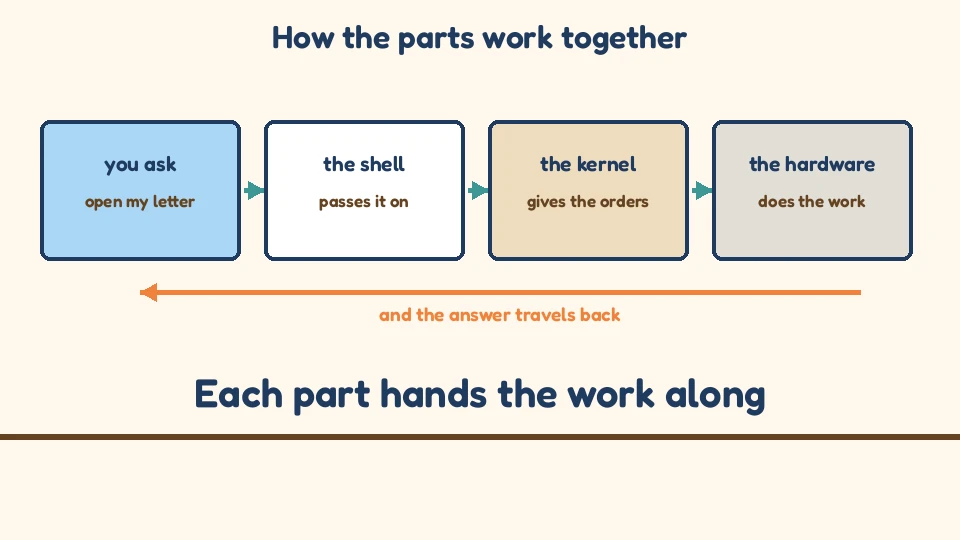 How the parts work together
you ask
open my letter
the shell
passes it on
the kernel
gives the orders
the hardware
does the work
and the answer travels back
Each part hands the work along